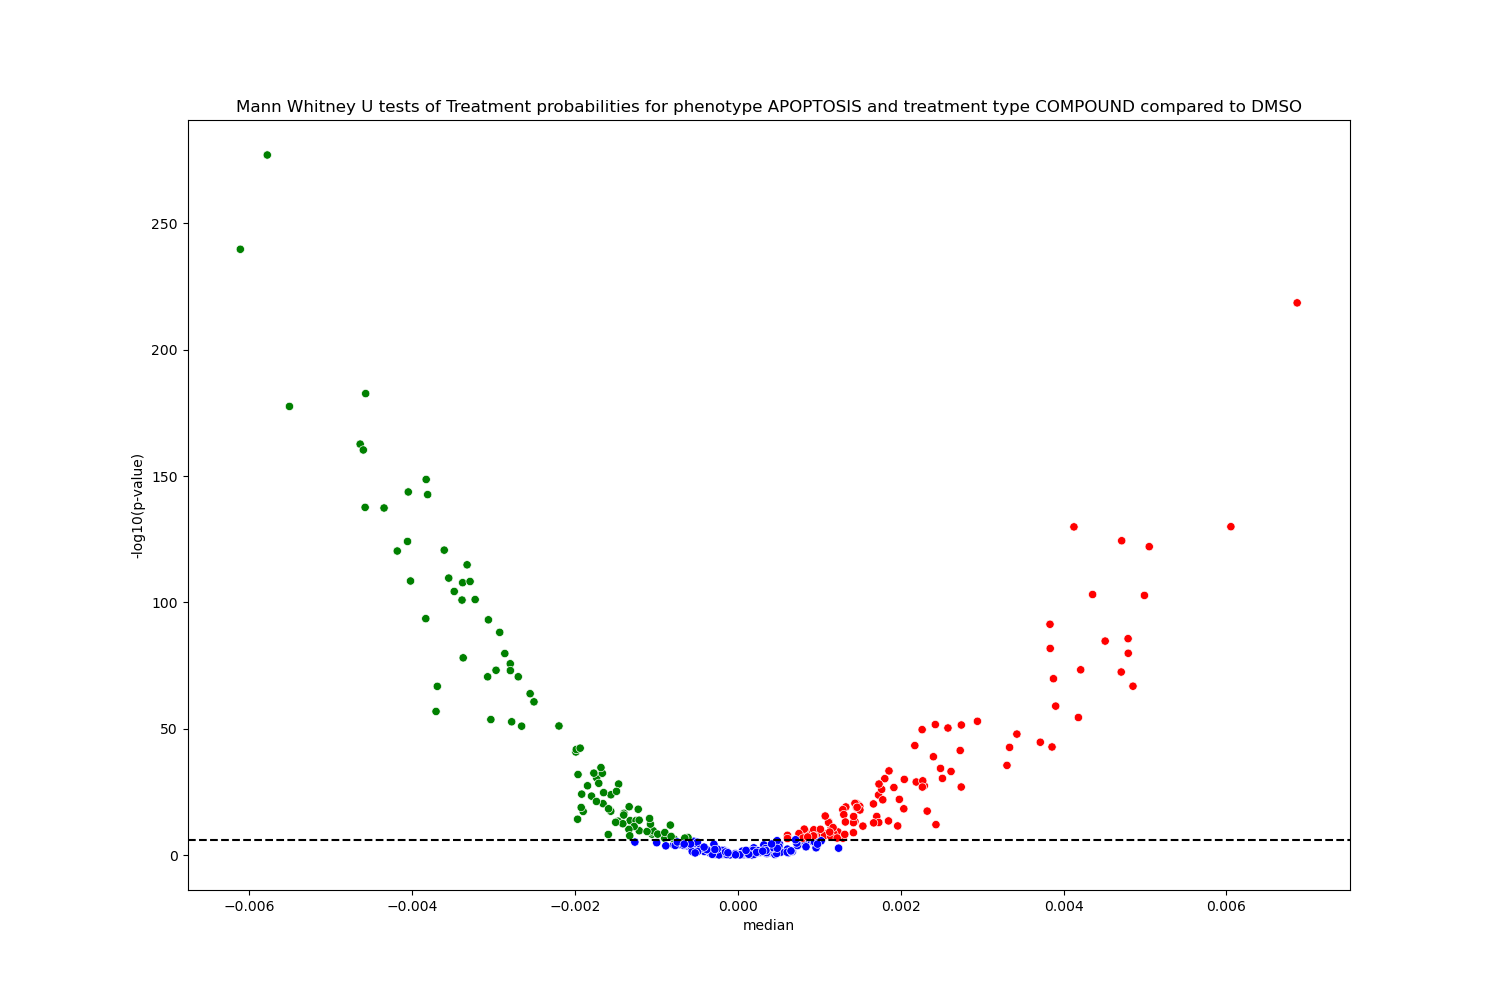 Mann Whitney U tests of Treatment probabilities for phenotype APOPTOSIS and treatment type COMPOUND compared to DMSO
250
200
150
100
50
0
-log10(p-value)
−0.006 −0.004 −0.002 0.000 0.002 0.004 0.006
median